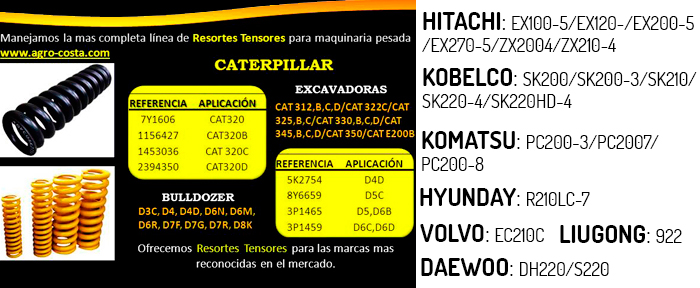 Manejamos la mas completa línea de Resortes Tensores para maquinaria pesada
www.agro-costa.com
CATERPILLAR
REFERENCIA APLICACIÓN
7Y1606 CAT320
1156427 CAT320B
1453036 CAT 320C
2394350 CAT320D
BULLDOZER
D3C, D4, D4D, D6N, D6M,
D6R, D7F, D7G, D7R, D8K
EXCAVADORAS
CAT 312,B,C,D/CAT 322C/CAT
325,B,C/CAT 330,B,C,D/CAT
345,B,C,D/CAT 350/CAT E200B
REFERENCIA APLICACIÓN
5K2754 D4D
8Y6659 D5C
3P1465 D5,D6B
3P1459 D6C,D6D
Ofrecemos Resortes Tensores para las marcas mas
reconocidas en el mercado.
HITACHI: EX100-5/EX120-/EX200-5
/EX270-5/ZX2004/ZX210-4
KOBELCO: SK200/SK200-3/SK210/
SK220-4/SK220HD-4
KOMATSU: PC200-3/PC2007/
PC200-8
HYUNDAY: R210LC-7
VOLVO: EC210C LIUGONG: 922
DAEWOO: DH220/S220